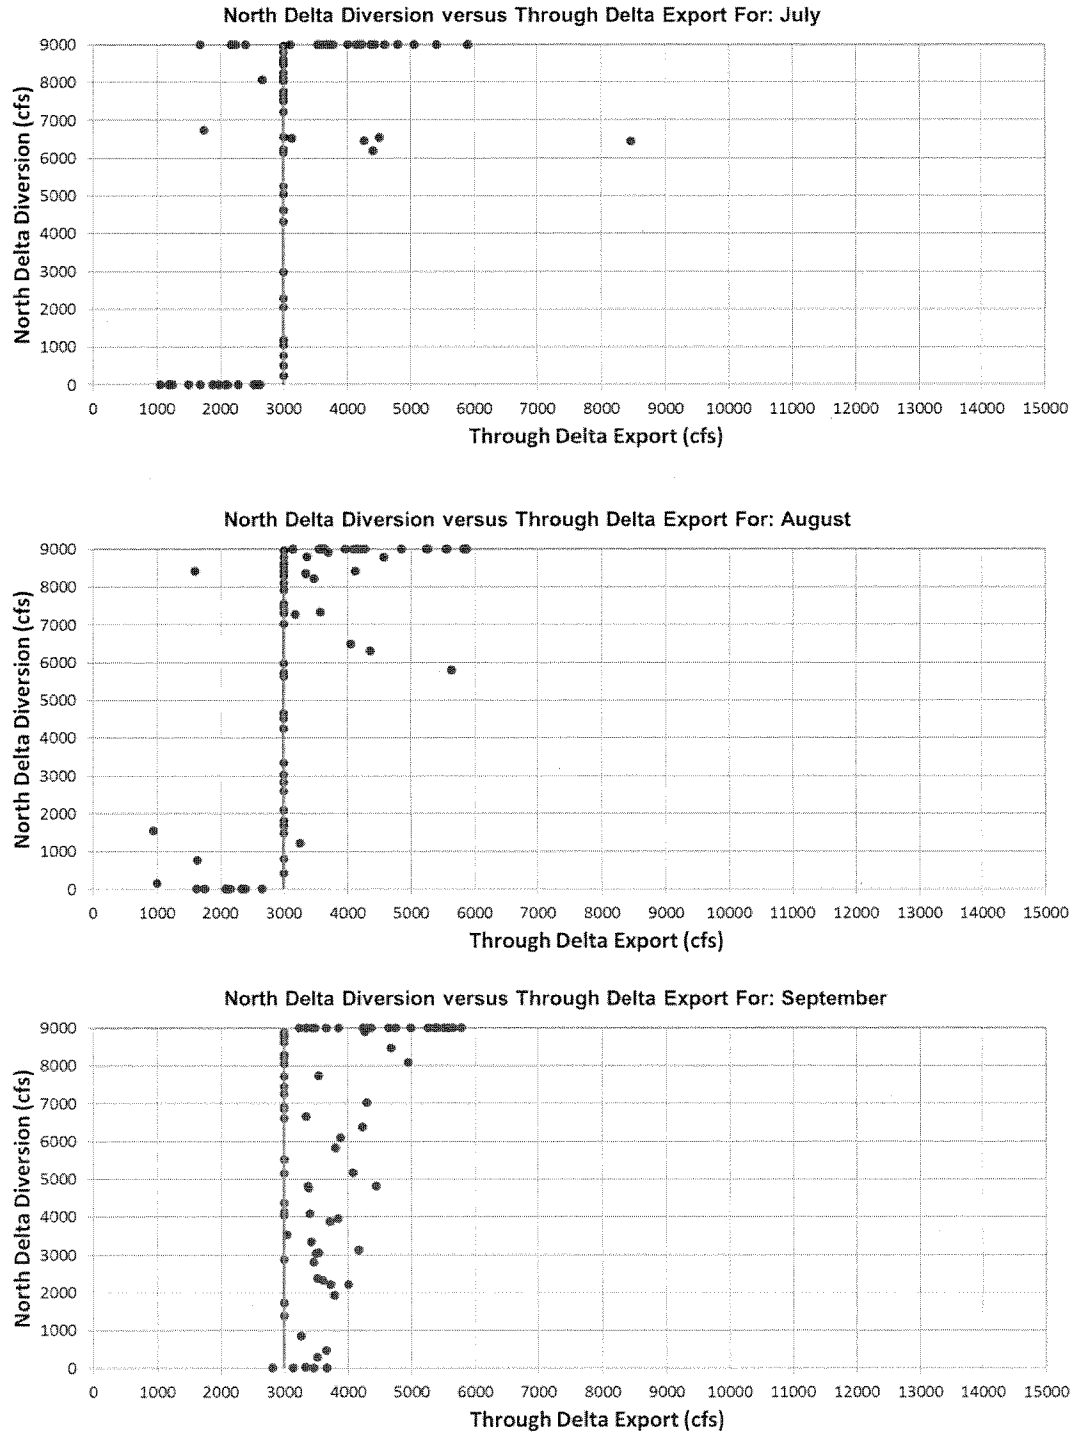 North Delta Diversion versus Through Delta Export For: July
North Delta Diversion (cfs)
9000
8000
7000
6000
5000
4000
3000
2000
1000
0
0 1000 2000 3000 4000 5000 6000 7000 8000 9000 10000 11000 12000 13000 14000 15000
Through Delta Export (cfs)
North Delta Diversion versus Through Delta Export For: August
North Delta Diversion (cfs)
9000
8000
7000
6000
5000
4000
3000
2000
1000
0
0 1000 2000 3000 4000 5000 6000 7000 8000 9000 10000 11000 12000 13000 14000 15000
Through Delta Export (cfs)
North Delta Diversion versus Through Delta Export For: September
North Delta Diversion (cfs)
9000
8000
7000
6000
5000
4000
3000
2000
1000
0
0 1000 2000 3000 4000 5000 6000 7000 8000 9000 10000 11000 12000 13000 14000 15000
Through Delta Export (cfs)